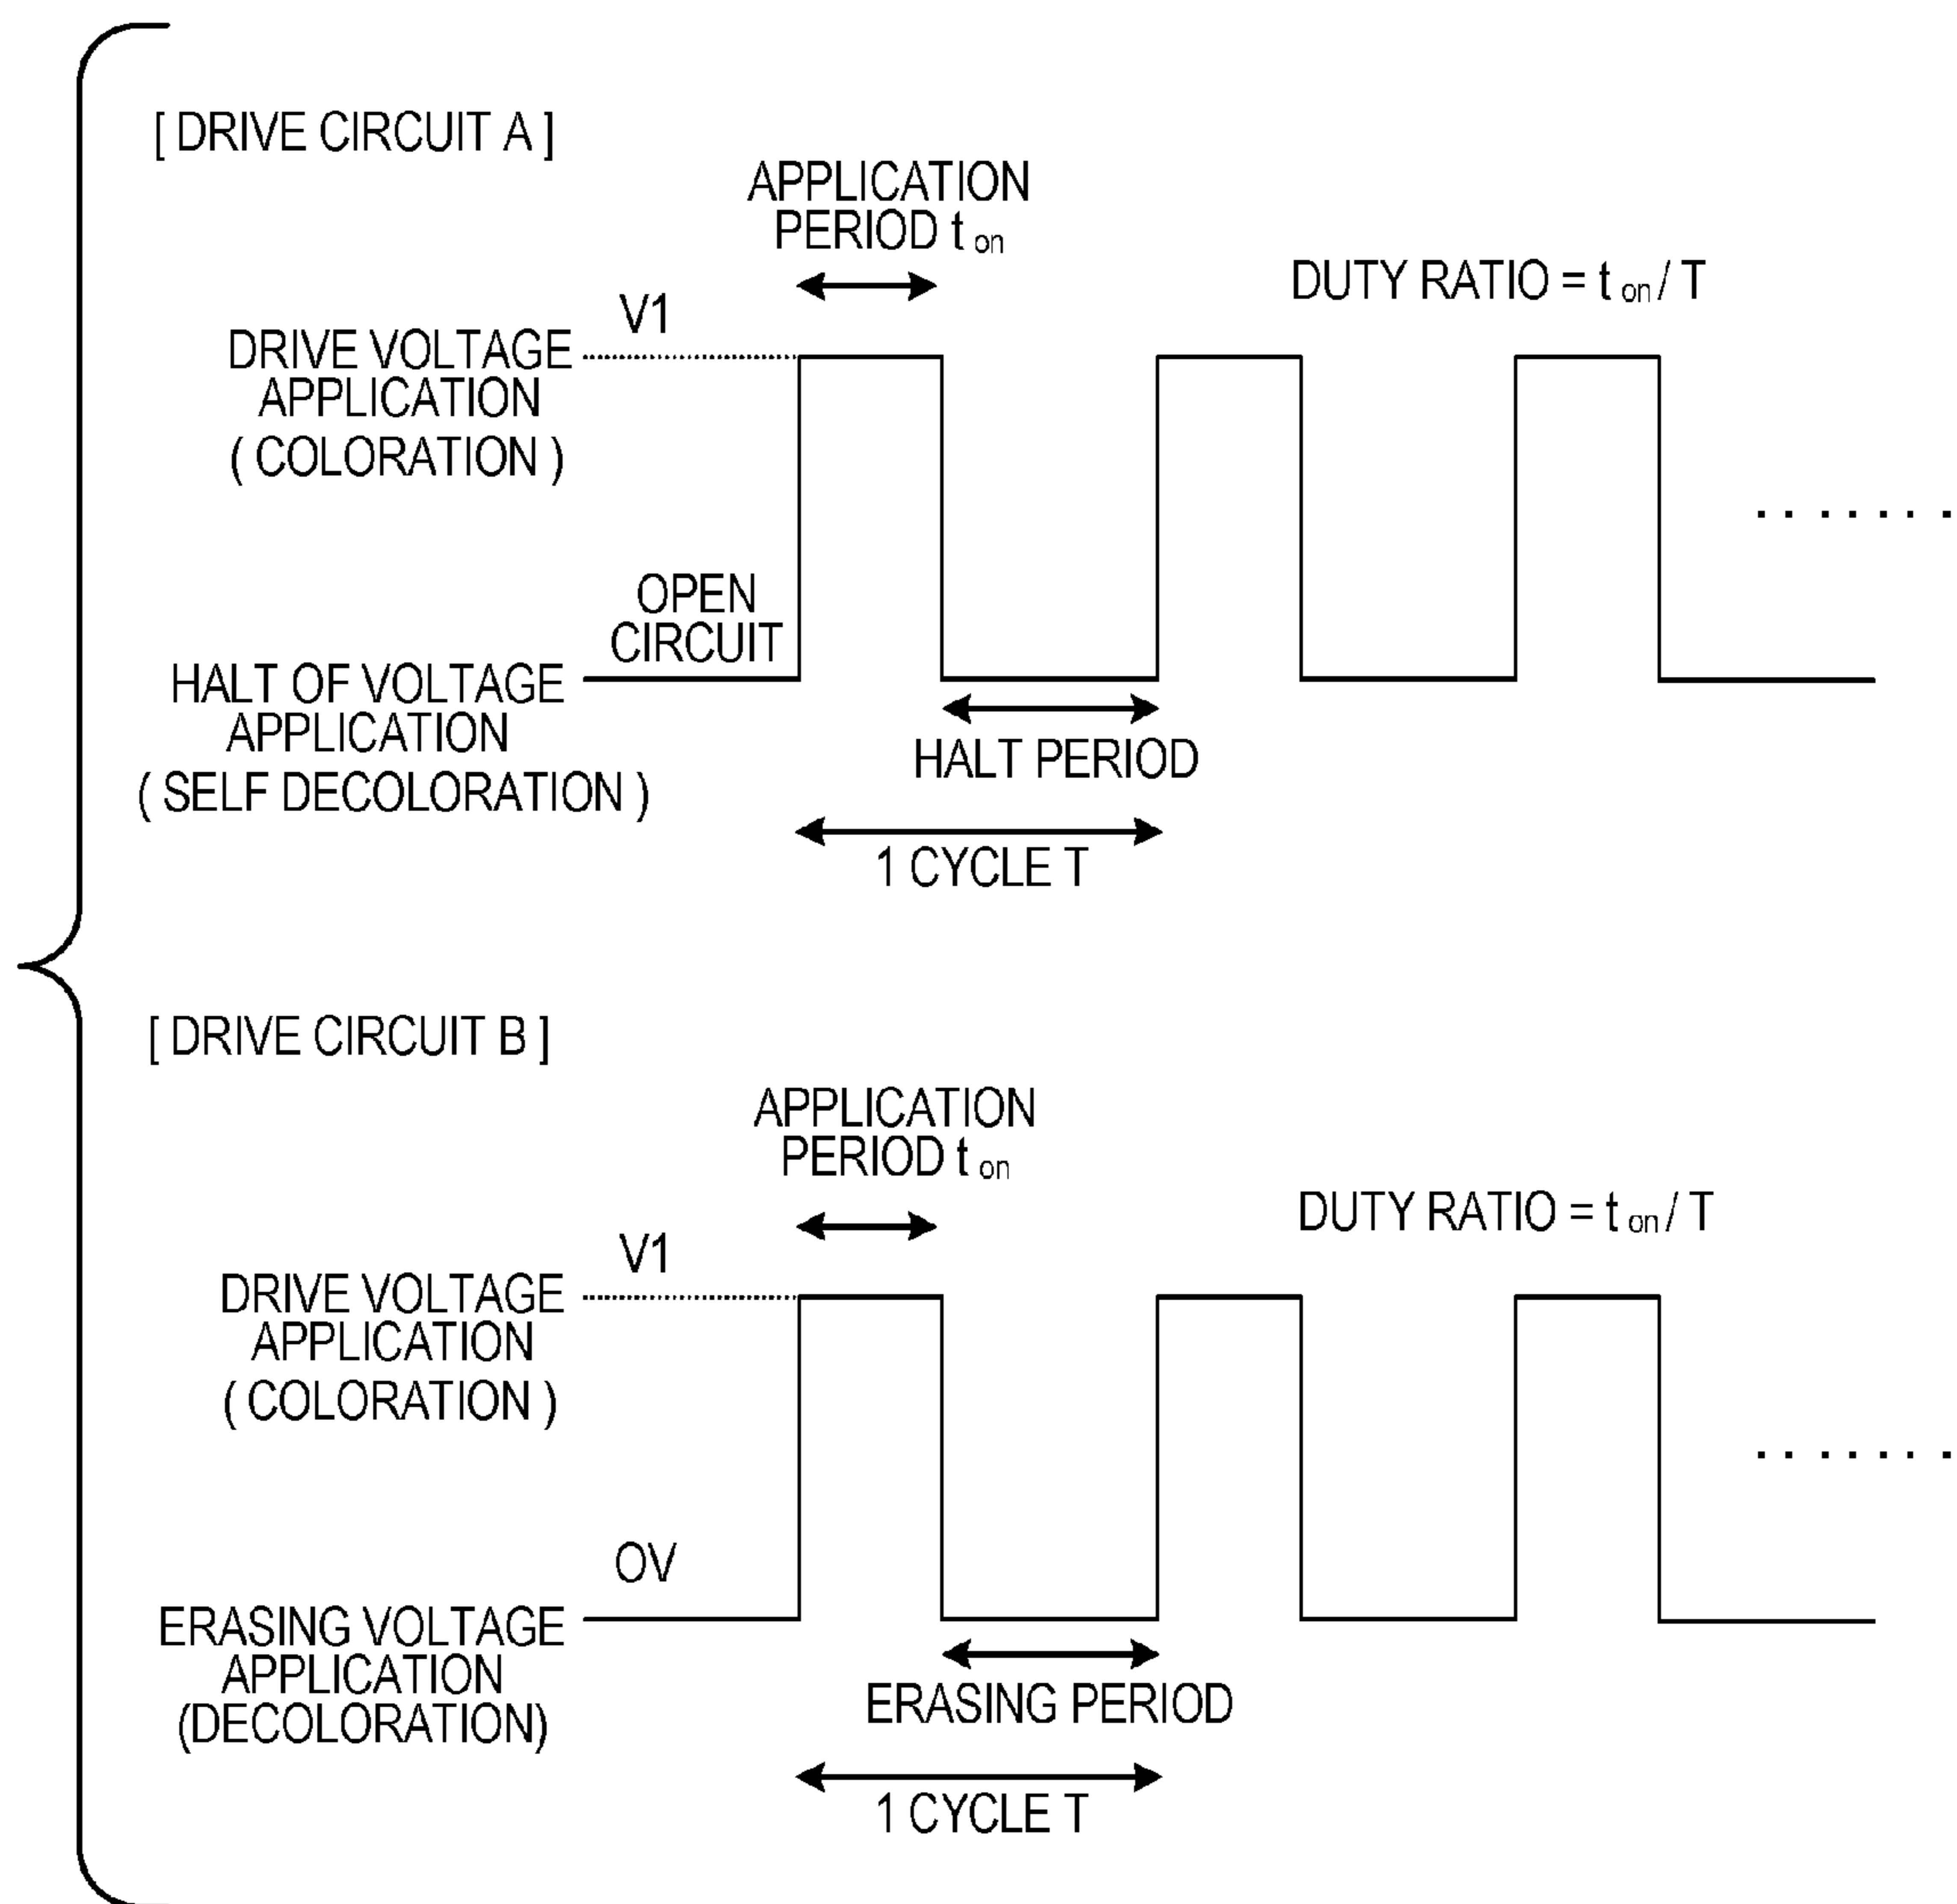 [ DRIVE CIRCUIT A ]
APPLICATION
PERIOD t on
DUTY RATIO = t on / T
V1
DRIVE VOLTAGE
APPLICATION
( COLORATION )
.......
OPEN
CIRCUIT
HALT OF VOLTAGE
APPLICATION
( SELF DECOLORATION )
HALT PERIOD
1 CYCLE T
[ DRIVE CIRCUIT B ]
APPLICATION
PERIOD t on
DUTY RATIO = t on / T
V1
DRIVE VOLTAGE
APPLICATION
( COLORATION )
.......
OV
ERASING VOLTAGE
APPLICATION
(DECOLORATION)
ERASING PERIOD
1 CYCLE T